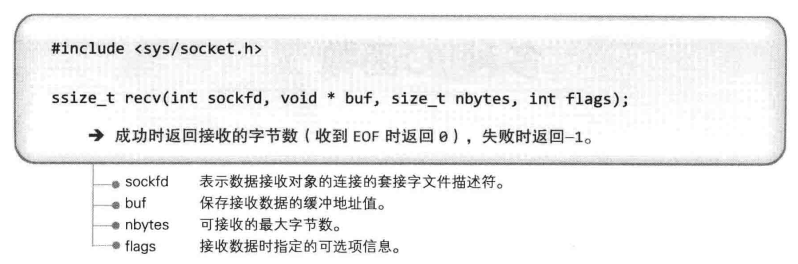 #include <sys/socket.h>
ssize_t recv(int sockfd, void * buf, size_t nbytes, int flags);
➔ 成功时返回接收的字节数（收到 EOF 时返回 0），失败时返回–1。
sockfd 表示数据接收对象的连接的套接字文件描述符。
buf 保存接收数据的缓冲地址值。
nbytes 可接收的最大字节数。
flags 接收数据时指定的可选项信息。